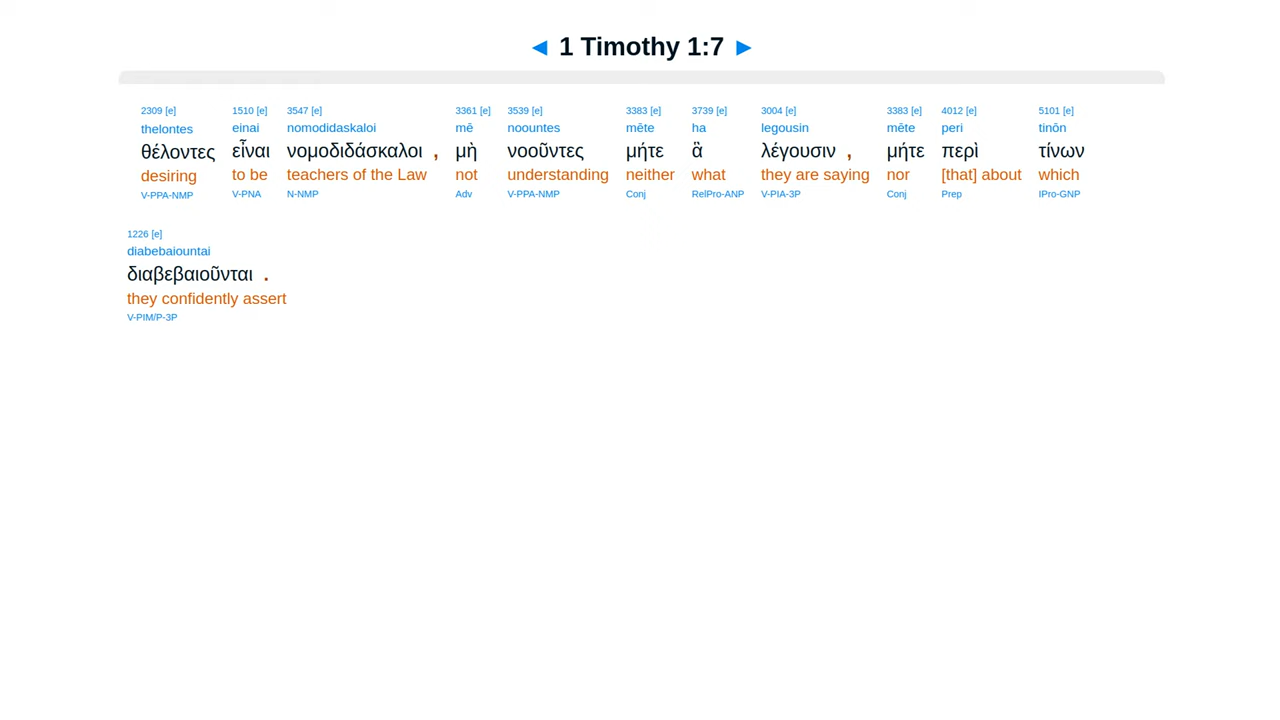 ◄ 1 Timothy 1:7 ►
2309 [e] 1510 [e] 3547 [e] 3361 [e] 3539 [e] 3383 [e] 3739 [e] 3004 [e] 3383 [e] 4012 [e] 5101 [e]
thelontes einai nomodidaskaloi mē noountes mēte ha legousin mēte peri tinōn
θέλοντες εἶναι νομοδιδάσκαλοι , μὴ νοοῦντες μήτε ἃ λέγουσιν , μήτε περὶ τίνων
desiring to be teachers of the Law not understanding neither what they are saying nor [that] about which
V-PPA-NMP V-PNA N-NMP Adv V-PPA-NMP Conj RelPro-ANP V-PIA-3P Conj Prep IPro-GNP
1226 [e]
diabebaiountai
διαβεβαιοῦνται .
they confidently assert
V-PIM/P-3P